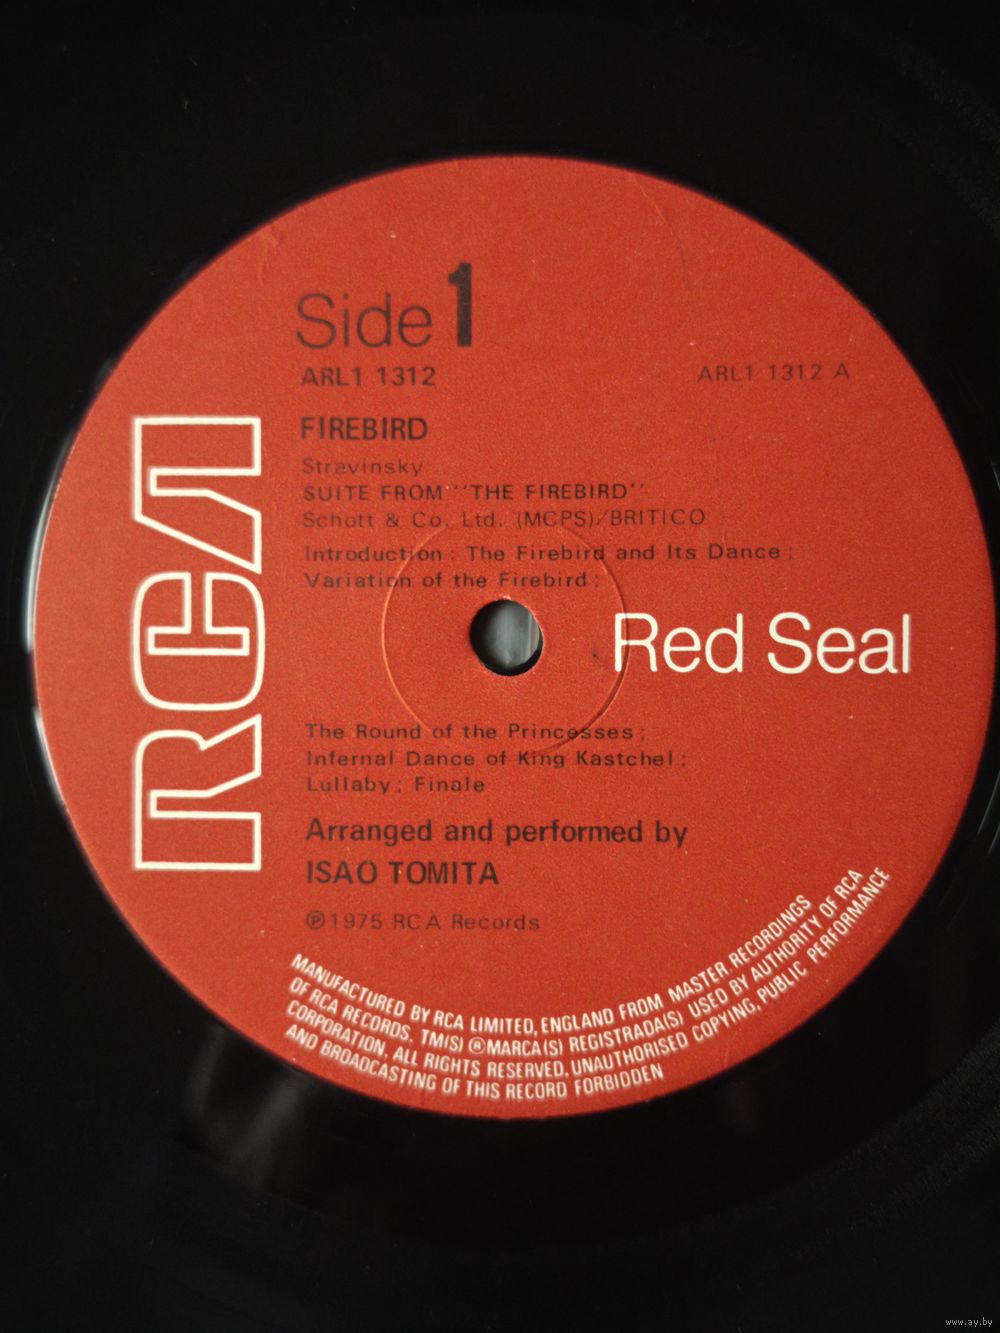 Side 1
ARL1 1312
ARL1 1312 A
FIREBIRD
Stravinsky
SUITE FROM "THE FIREBIRD"
Schott & Co. Ltd. (MCPS)/BRITICO
Introduction : The Firebird and Its Dance ;
Variation of the Firebird ;
Red Seal
RCA
The Round of the Princesses ;
Infernal Dance of King Kastchel ;
Lullaby ; Finale
Arranged and performed by
ISAO TOMITA
℗1975 RCA Records
MANUFACTURED BY RCA LIMITED, ENGLAND FROM MASTER RECORDINGS
OF RCA RECORDS. TM(S) ® MARCA(S) REGISTRADA(S) USED BY AUTHORITY OF RCA
CORPORATION. ALL RIGHTS RESERVED. UNAUTHORISED COPYING, PUBLIC PERFORMANCE
AND BROADCASTING OF THIS RECORD FORBIDDEN
www.ay.by